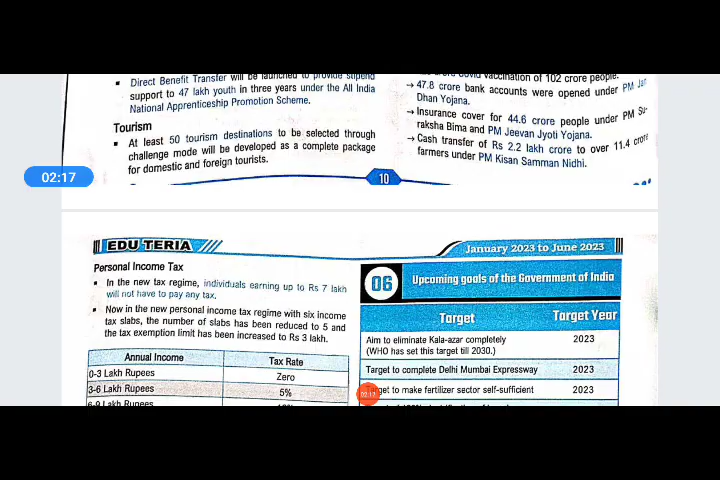 Direct Benefit Transfer will be launched to provide stipend
support to 47 lakh youth in three years under the All India
National Apprenticeship Promotion Scheme.
Tourism
At least 50 tourism destinations to be selected through
challenge mode will be developed as a complete package
for domestic and foreign tourists.
Covid vaccination of 102 crore people.
→ 47.8 crore bank accounts were opened under PM Jan
Dhan Yojana.
→ Insurance cover for 44.6 crore people under PM Su-
raksha Bima and PM Jeevan Jyoti Yojana.
→ Cash transfer of Rs 2.2 lakh crore to over 11.4 crore
farmers under PM Kisan Samman Nidhi.
02:17
10
EDU TERIA
January 2023 to June 2023
Personal Income Tax
In the new tax regime, individuals earning up to Rs 7 lakh
will not have to pay any tax.
Now in the new personal income tax regime with six income
tax slabs, the number of slabs has been reduced to 5 and
the tax exemption limit has been increased to Rs 3 lakh.
Annual Income Tax Rate
0-3 Lakh Rupees Zero
3-6 Lakh Rupees 5%
6-9 Lakh Rupees
06 Upcoming goals of the Government of India
Target Target Year
Aim to eliminate Kala-azar completely 2023
(WHO has set this target till 2030.)
Target to complete Delhi Mumbai Expressway 2023
Target to make fertilizer sector self-sufficient 2023
02:17